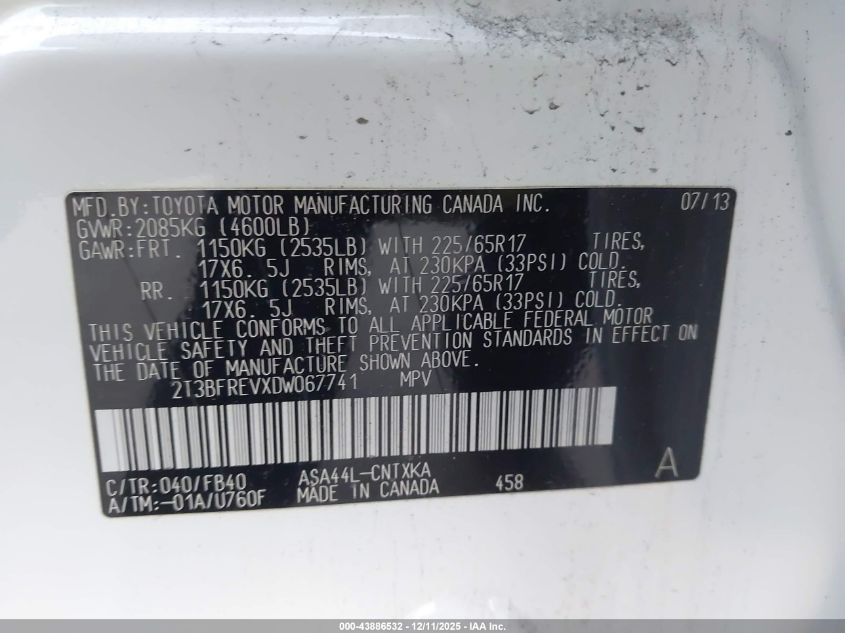 MFD.BY:TOYOTA MOTOR MANUFACTURING CANADA INC. 07/13
GVWR:2085KG (4600LB)
GAWR:FRT. 1150KG (2535LB) WITH 225/65R17 TIRES,
17X6. 5J RIMS, AT 230KPA (33PSI) COLD.
RR. 1150KG (2535LB) WITH 225/65R17 TIRES,
17X6. 5J RIMS, AT 230KPA (33PSI) COLD.
THIS VEHICLE CONFORMS TO ALL APPLICABLE FEDERAL MOTOR
VEHICLE SAFETY AND THEFT PREVENTION STANDARDS IN EFFECT ON
THE DATE OF MANUFACTURE SHOWN ABOVE.
2T3BFREVXDW067741 MPV
C/TR:040/FB40 ASA44L-CNTXKA A
A/TM:-01A/U760F MADE IN CANADA 458
000-43886532 - 12/11/2025 - IAA Inc.